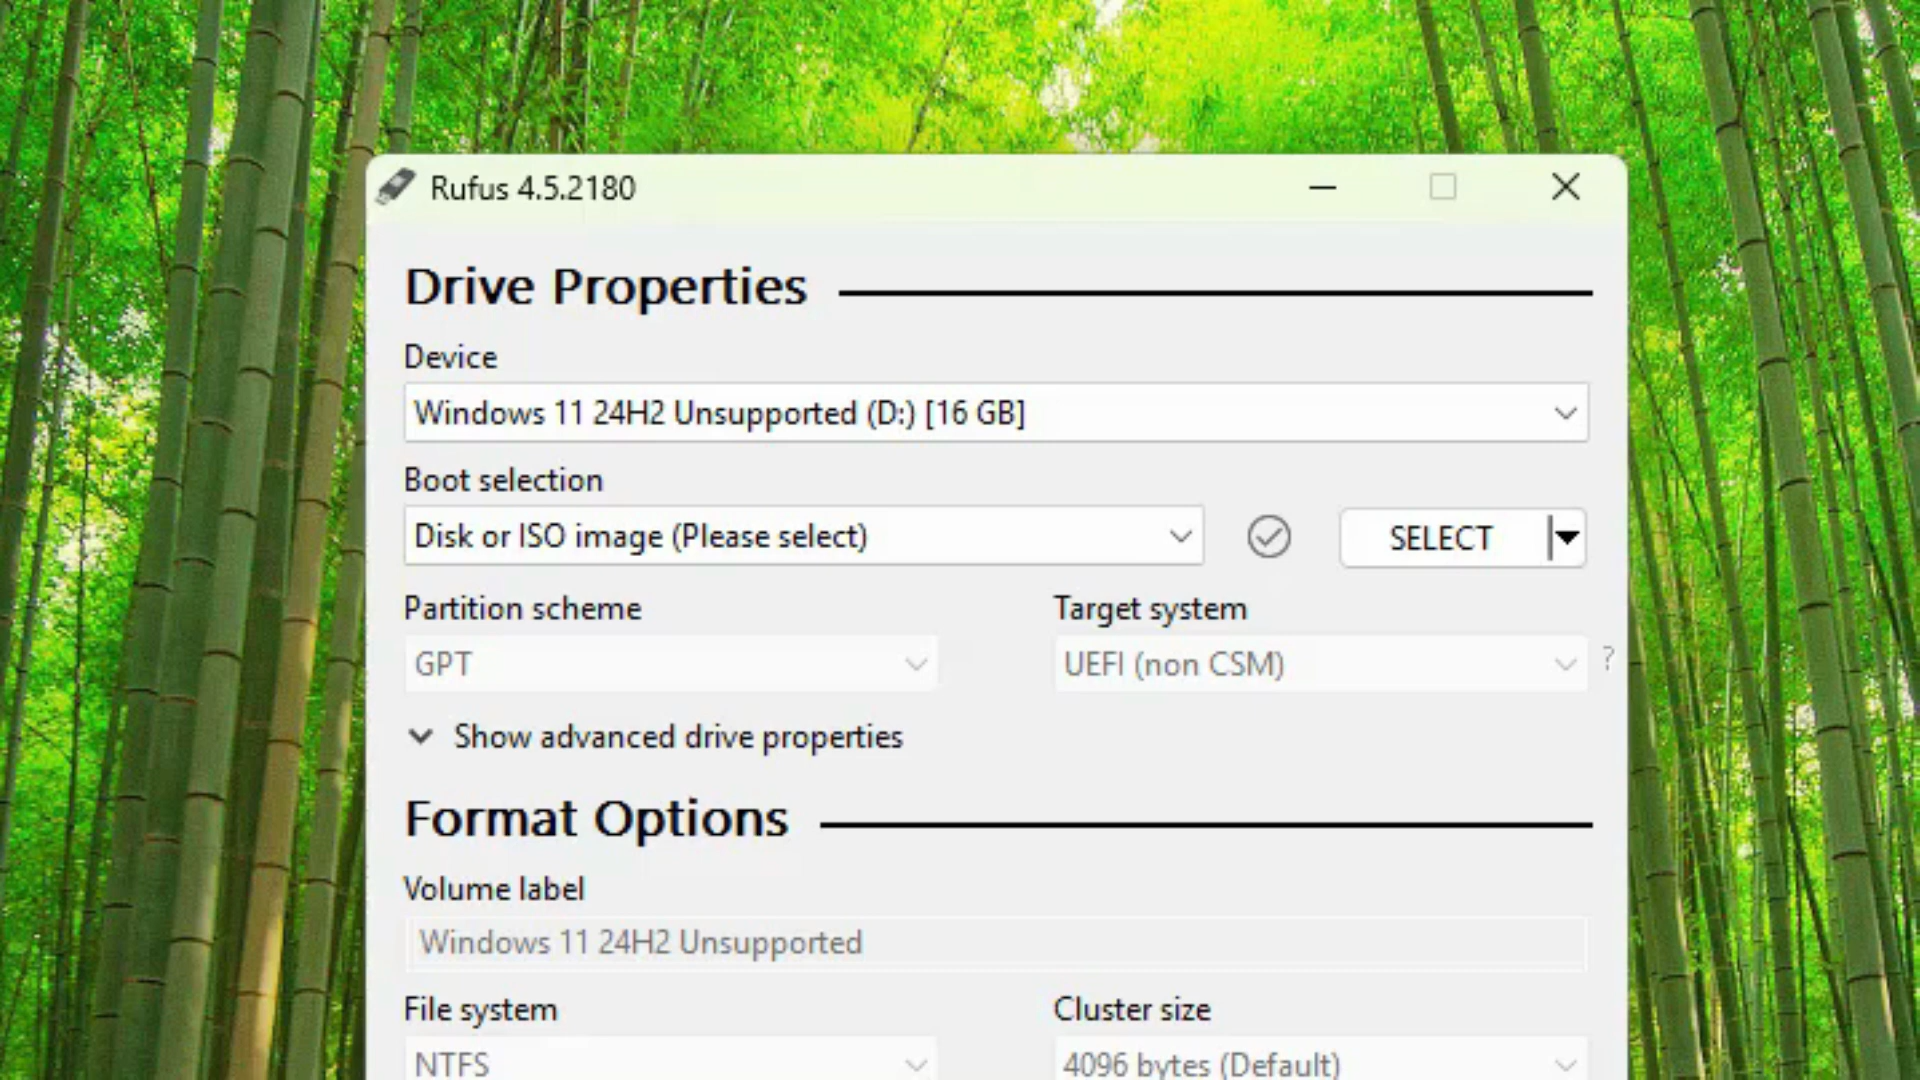 Rufus 4.5.2180
Drive Properties
Device
Windows 11 24H2 Unsupported (D:) [16 GB]
Boot selection
Disk or ISO image (Please select)
SELECT
Partition scheme
Target system
GPT
UEFI (non CSM)
?
Show advanced drive properties
Format Options
Volume label
Windows 11 24H2 Unsupported
File system
Cluster size
NTFS
4096 bytes (Default)